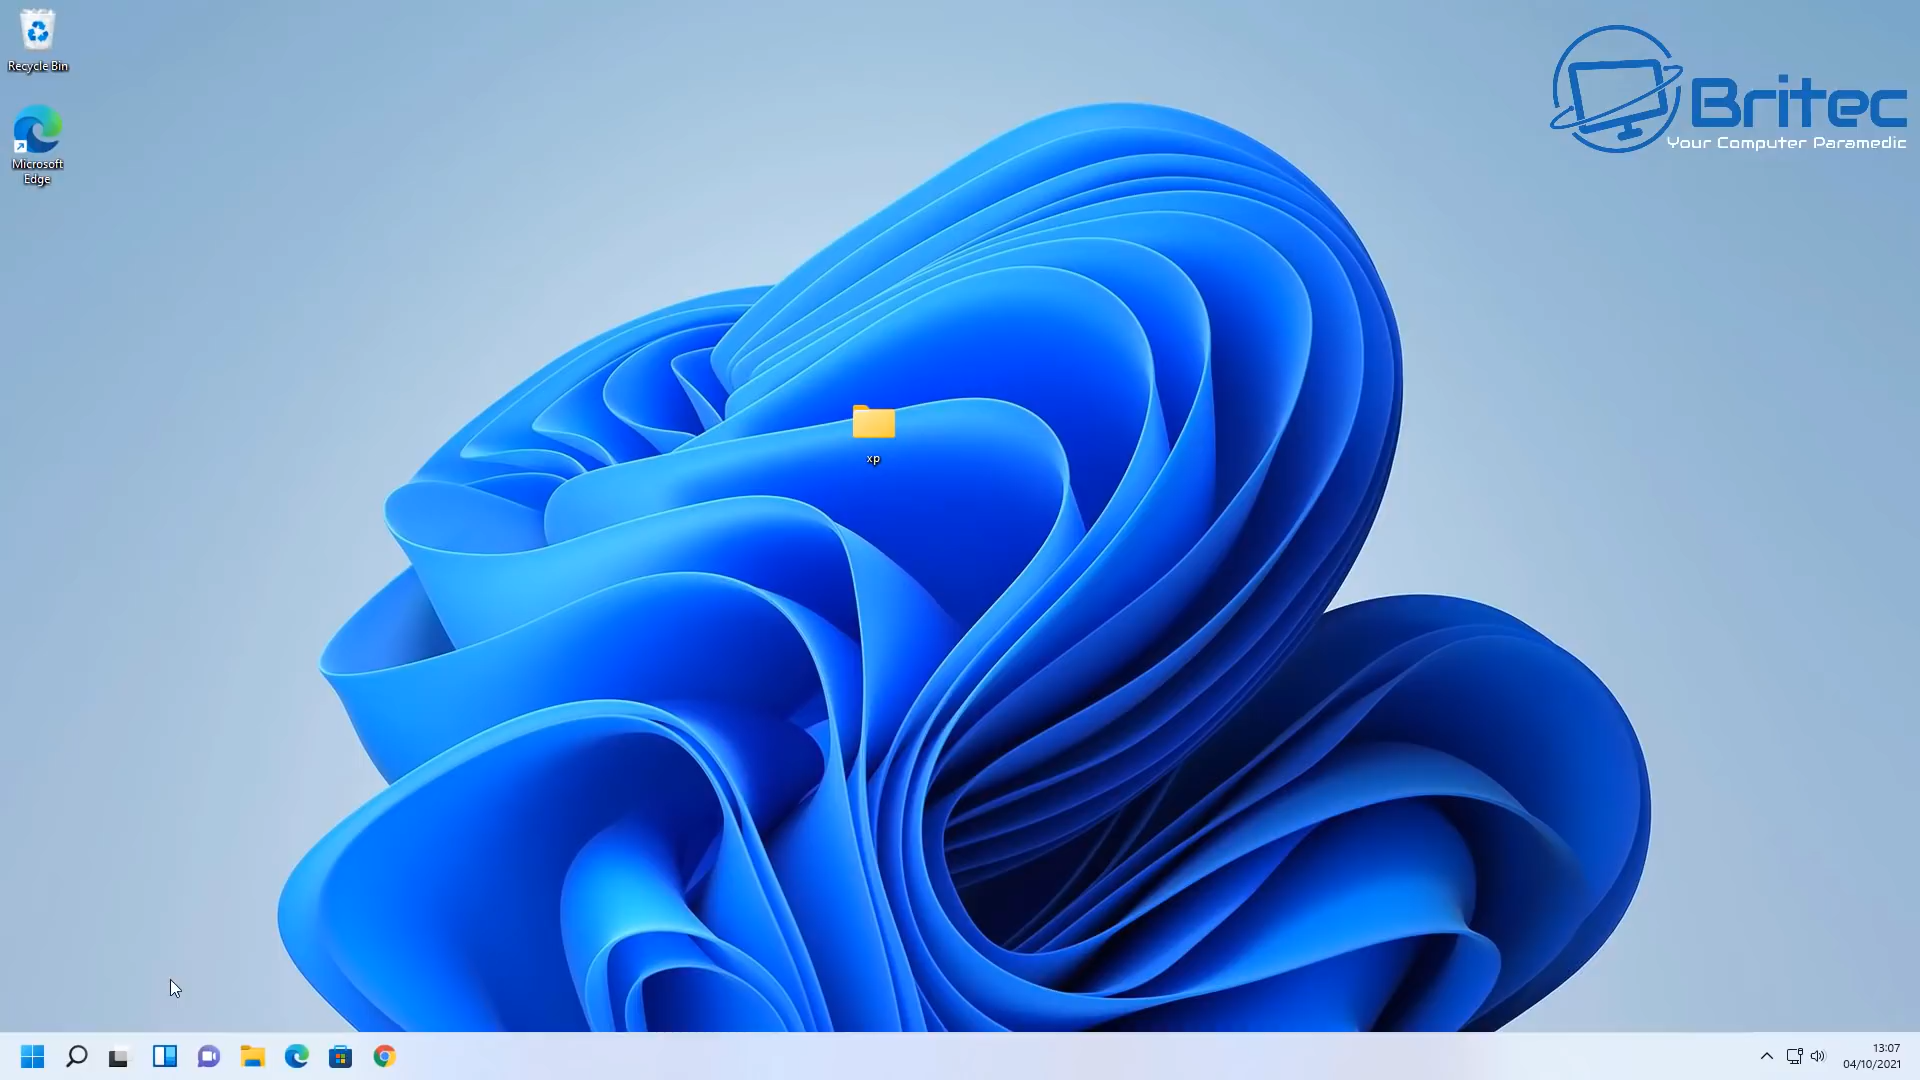 Recycle Bin
Microsoft
Edge
Britec
Your Computer Paramedic
xp
13:07
04/10/2021